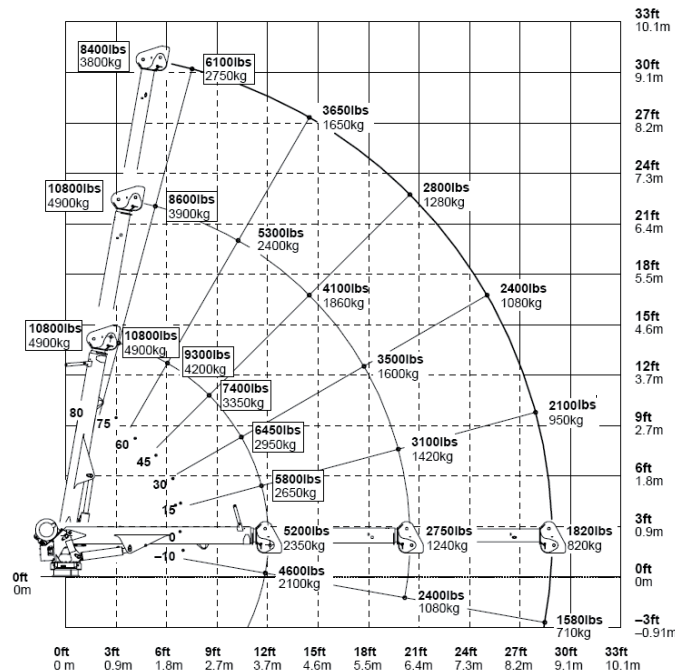 33ft
10.1m
8400lbs
3800kg
6100lbs
2750kg
30ft
9.1m
3650lbs
1650kg
27ft
8.2m
24ft
7.3m
10800lbs
4900kg
8600lbs
3900kg
2800lbs
1280kg
21ft
6.4m
5300lbs
2400kg
18ft
5.5m
4100lbs
1860kg
2400lbs
1080kg
15ft
4.6m
10800lbs
4900kg
10800lbs
4900kg
9300lbs
4200kg
3500lbs
1600kg
12ft
3.7m
7400lbs
3350kg
80
75
2100lbs
950kg
9ft
2.7m
60
6450lbs
2950kg
3100lbs
1420kg
45
6ft
1.8m
30
5800lbs
2650kg
15
3ft
0.9m
0
5200lbs
2350kg
2750lbs
1240kg
1820lbs
820kg
–10
0ft
0m
4600lbs
2100kg
0ft
0m
2400lbs
1080kg
1580lbs
710kg
–3ft
–0.91m
0ft 3ft 6ft 9ft 12ft 15ft 18ft 21ft 24ft 27ft 30ft 33ft
0 m 0.9m 1.8m 2.7m 3.7m 4.6m 5.5m 6.4m 7.3m 8.2m 9.1m 10.1m